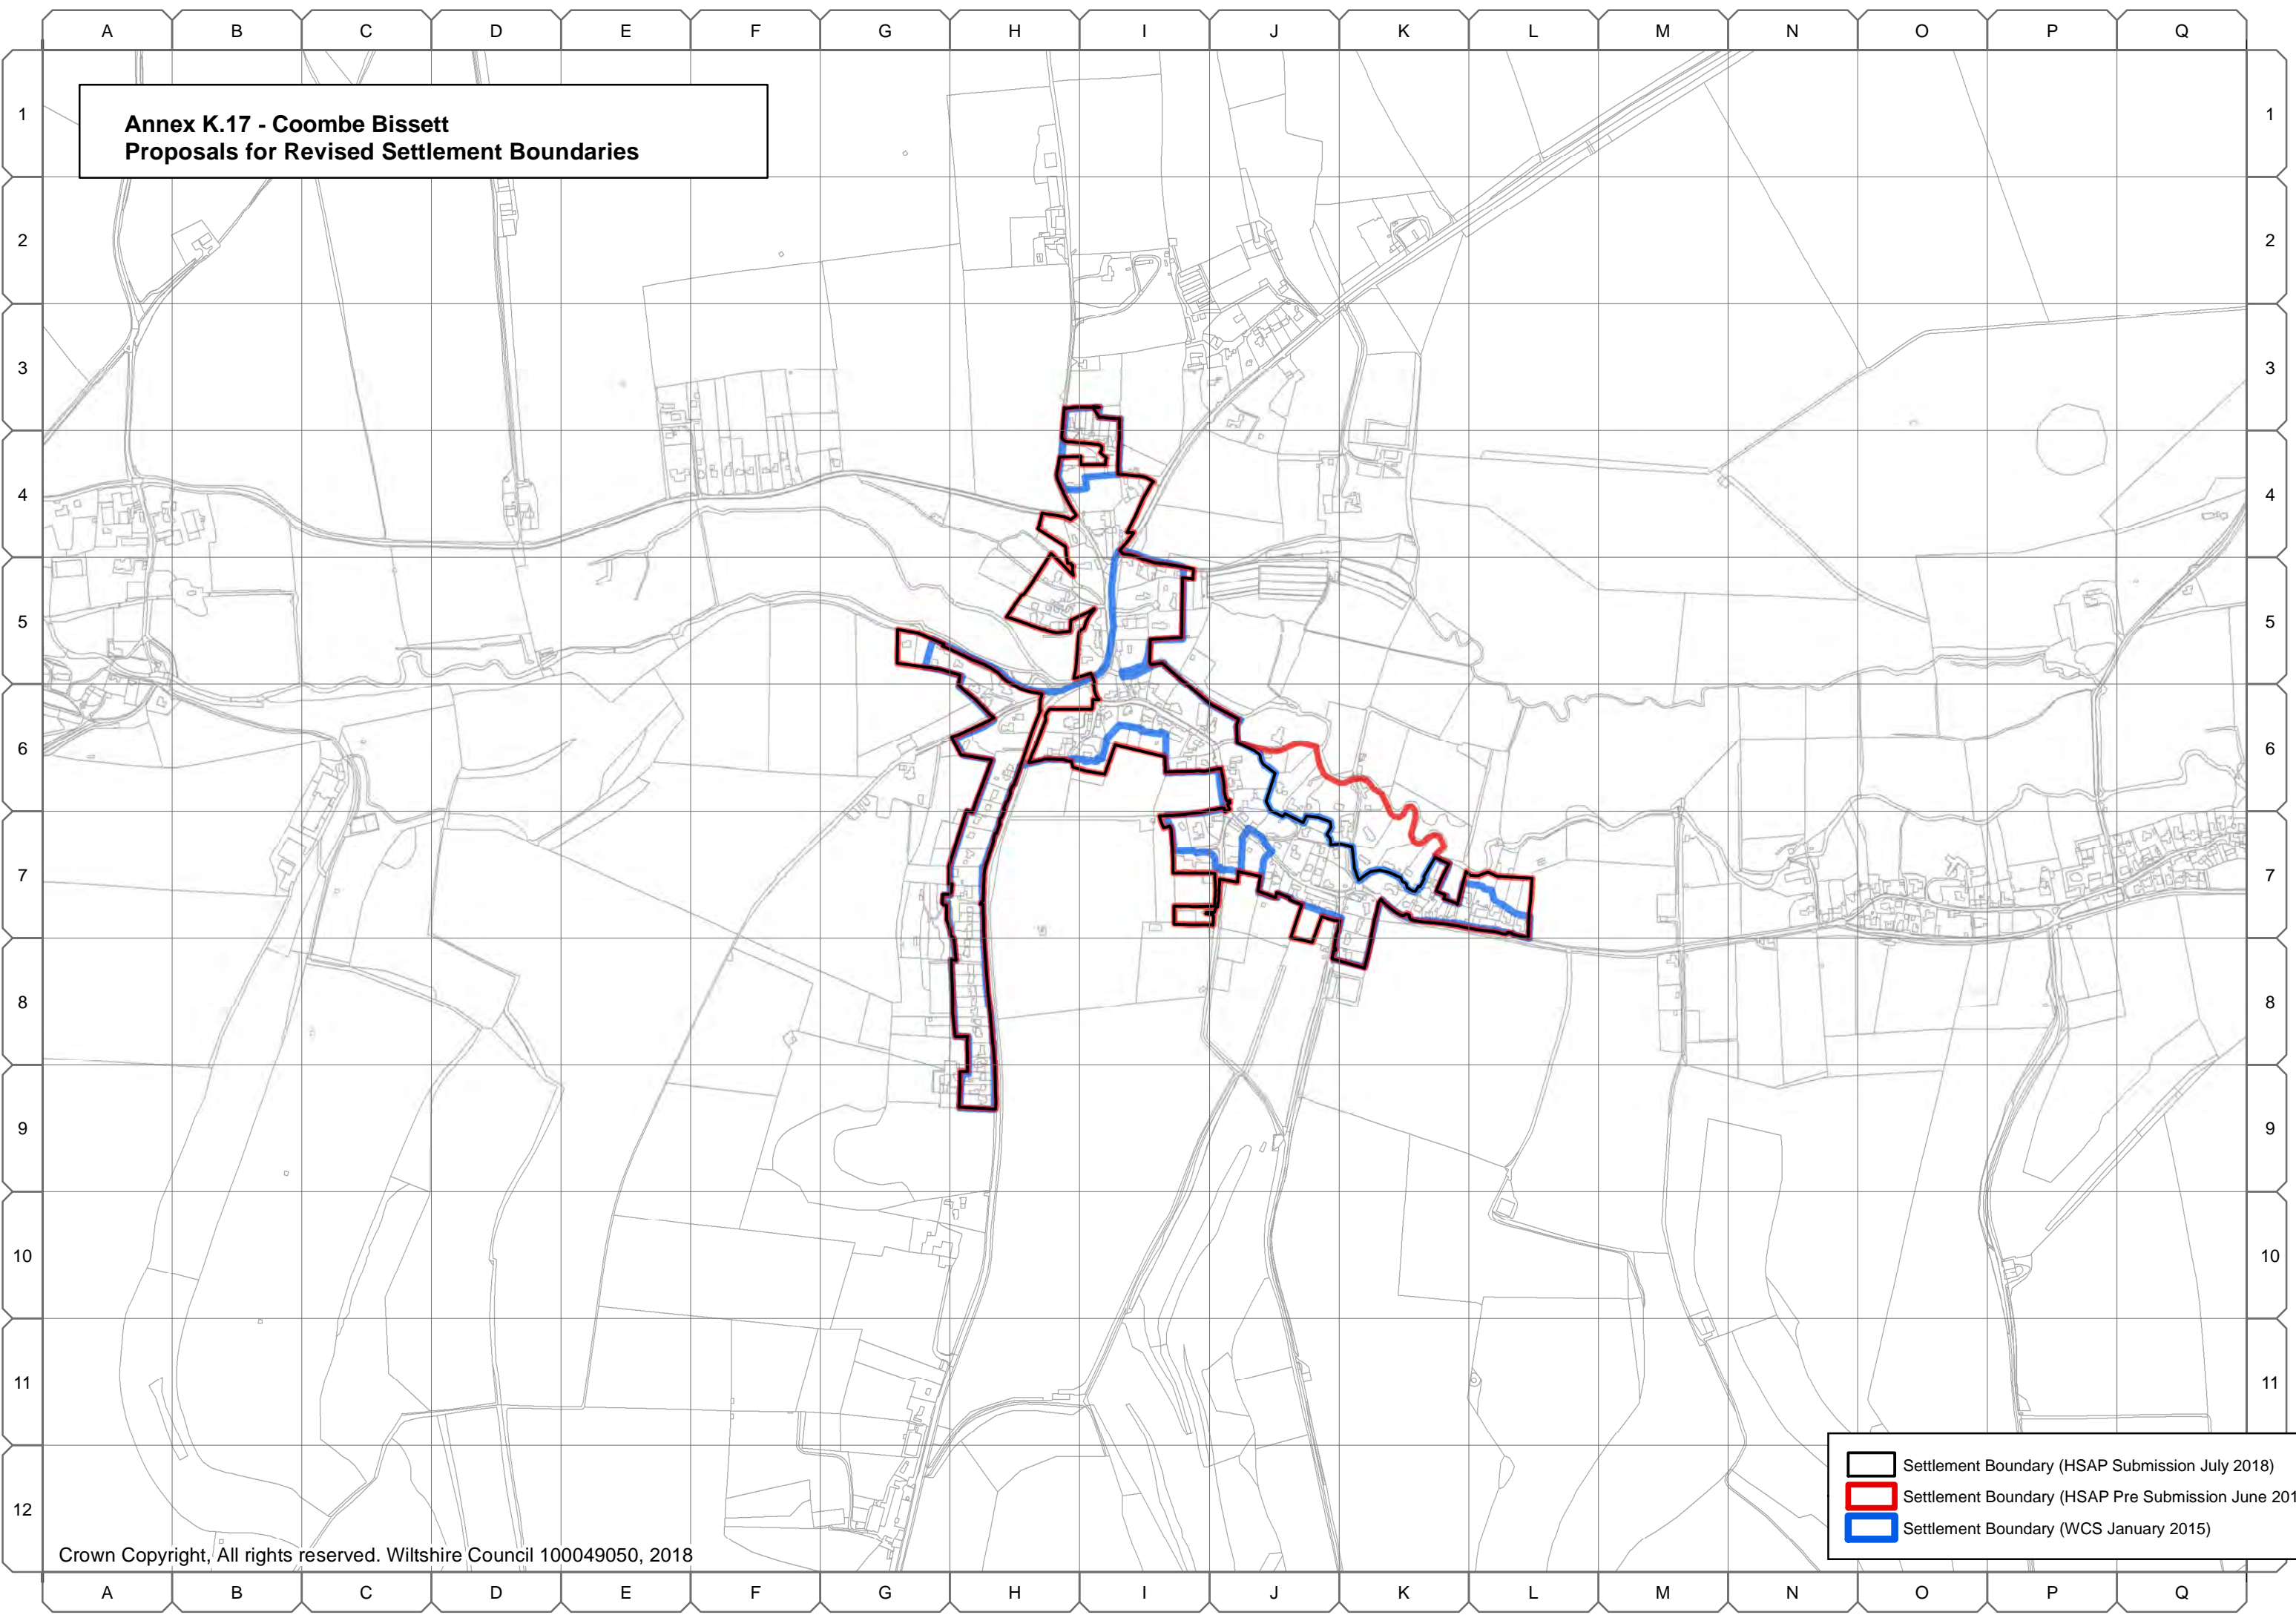 A B C D E F G H I J K L M N O P Q
Annex K.17 - Coombe Bissett
Proposals for Revised Settlement Boundaries
1 1
2 2
3 3
4 4
5 5
6 6
7 7
8 8
9 9
10 10
11 11
12 12
Settlement Boundary (HSAP Submission July 2018)
Settlement Boundary (HSAP Pre Submission June 201
Settlement Boundary (WCS January 2015)
Crown Copyright, All rights reserved. Wiltshire Council 100049050, 2018
A B C D E F G H I J K L M N O P Q